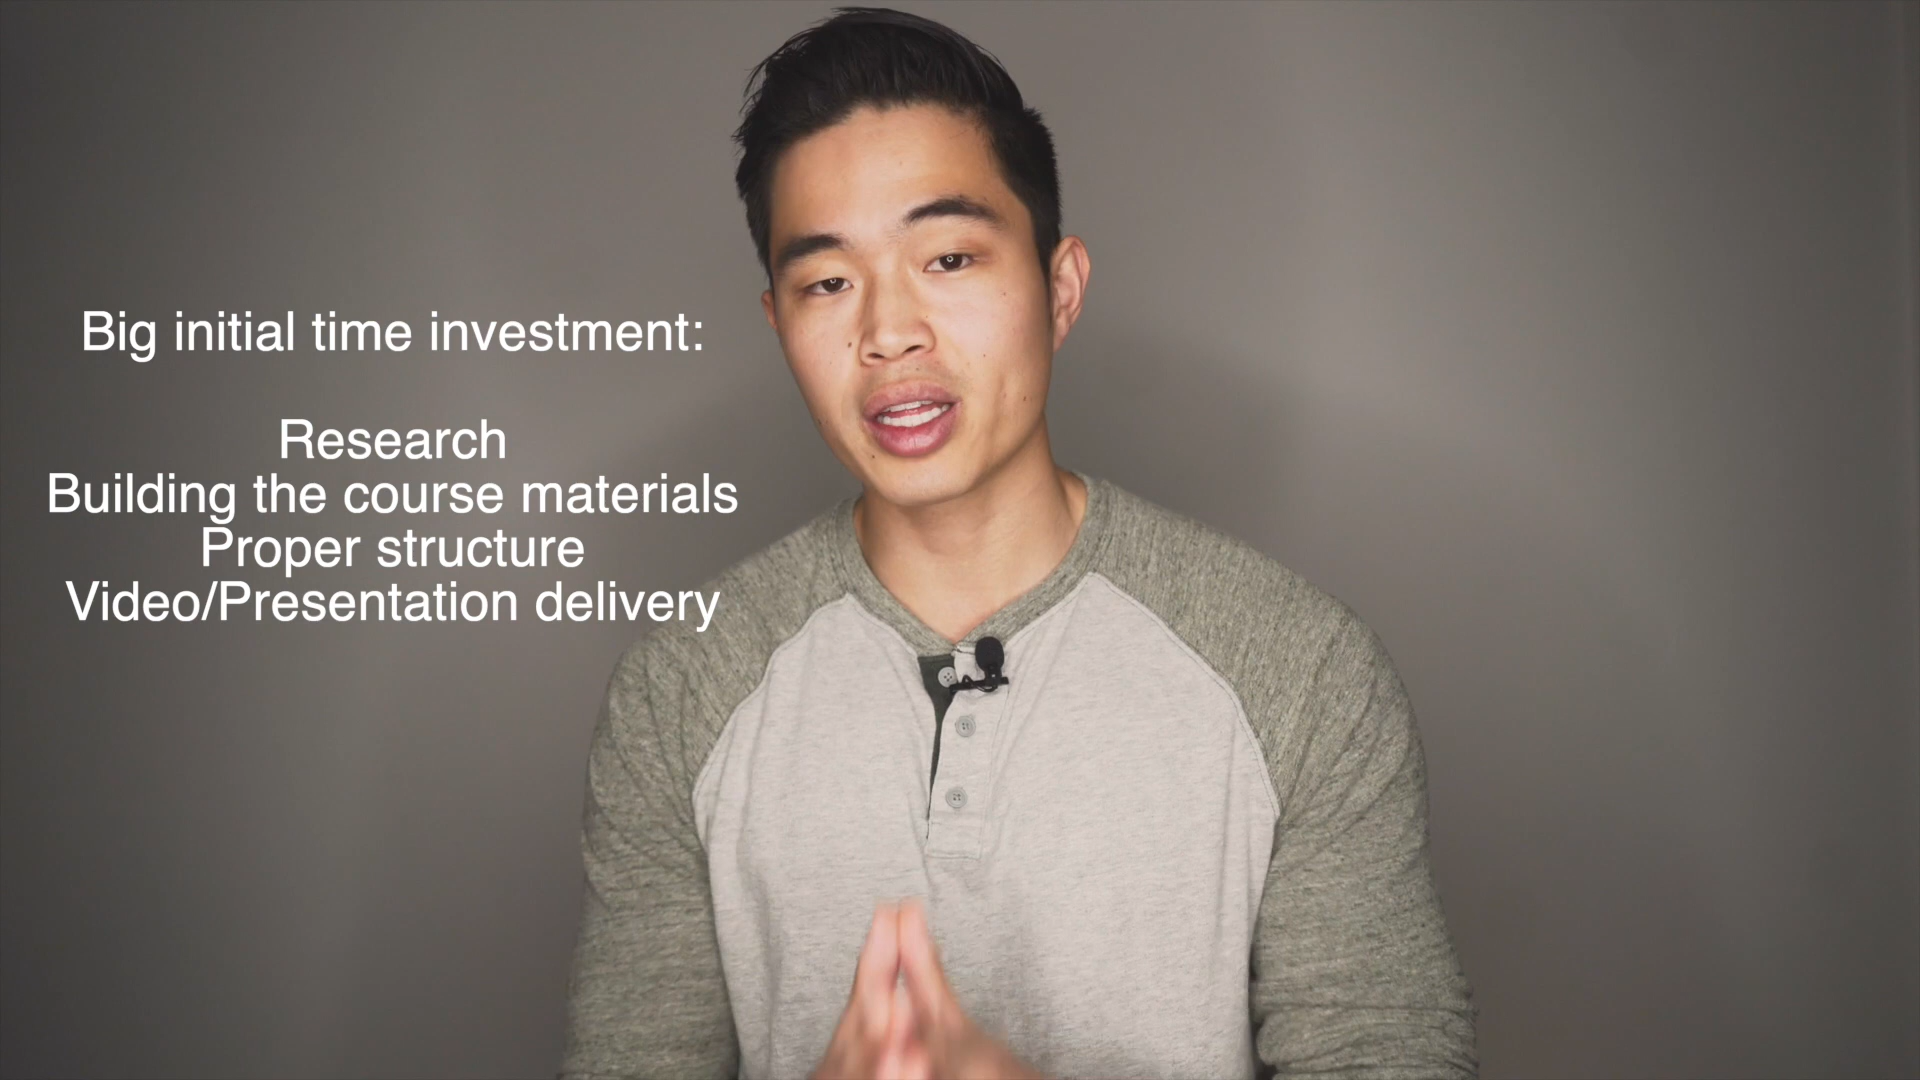 Big initial time investment:
Research
Building the course materials
Proper structure
Video/Presentation delivery